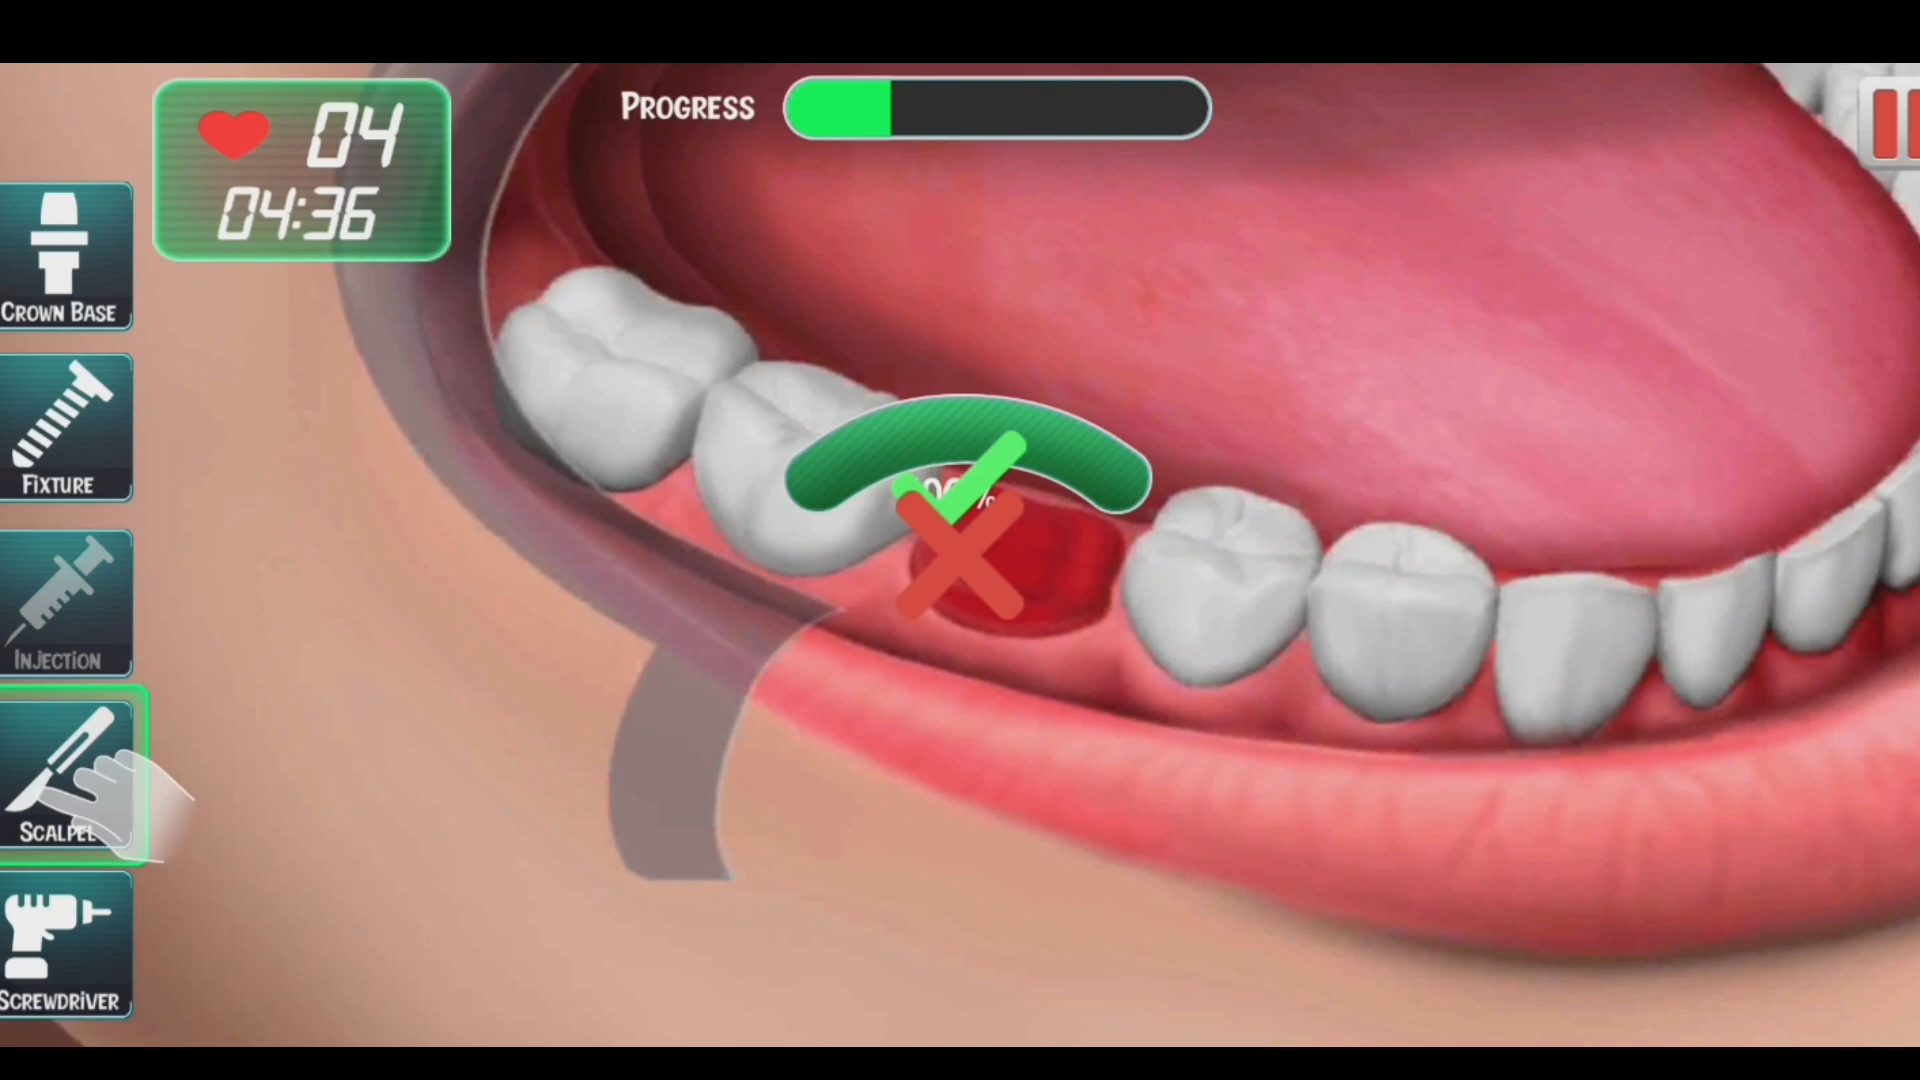 PROGRESS
04
04:36
CROWN BASE
FIXTURE
INJECTION
SCALPEL
SCREWDRIVER